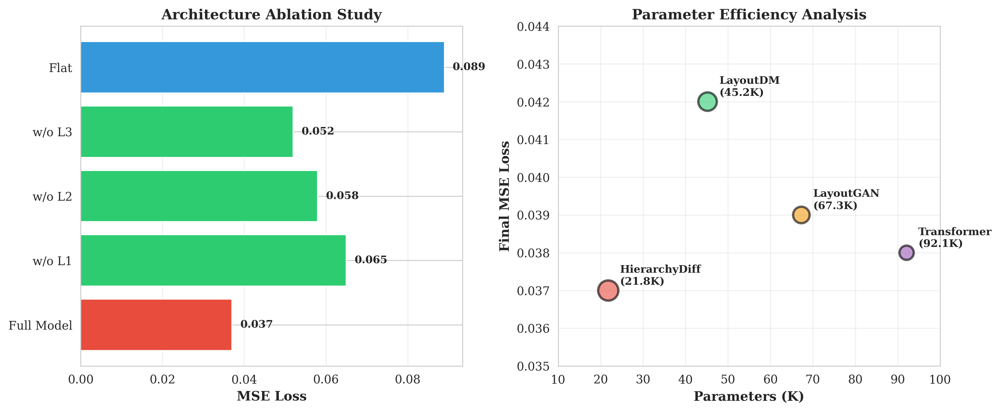 Architecture Ablation Study
Flat
0.089
w/o L3
0.052
w/o L2
0.058
w/o L1
0.065
Full Model
0.037
0.00 0.02 0.04 0.06 0.08
MSE Loss
Parameter Efficiency Analysis
Final MSE Loss
0.044
0.043
0.042
0.041
0.040
0.039
0.038
0.037
0.036
0.035
LayoutDM
(45.2K)
LayoutGAN
(67.3K)
Transformer
(92.1K)
HierarchyDiff
(21.8K)
10 20 30 40 50 60 70 80 90 100
Parameters (K)